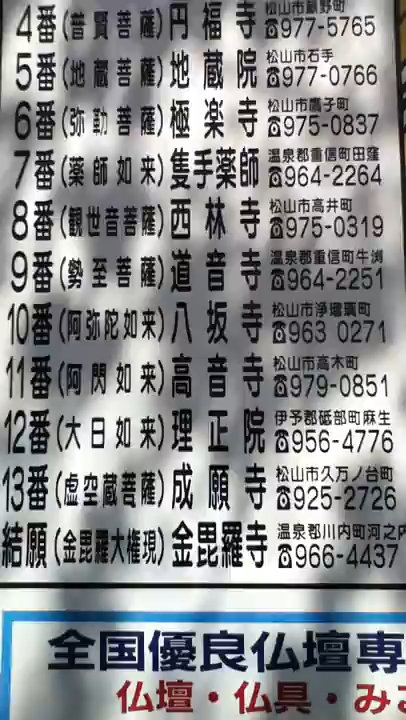 4番(普賢菩薩)円福寺 松山市藤野町
☎977-5765
5番(地蔵菩薩)地蔵院 松山市石手
☎977-0766
6番(弥勒菩薩)極楽寺 松山市鷹子町
☎975-0837
7番(薬師如来)隻手薬師 温泉郡重信町田窪
☎964-2264
8番(観世音菩薩)西林寺 松山市高井町
☎975-0319
9番(勢至菩薩)道音寺 温泉郡重信町牛渕
☎964-2251
10番(阿弥陀如来)八坂寺 松山市浄瑠璃町
☎963 0271
11番(阿閃如来)高音寺 松山市高木町
☎979-0851
12番(大日如来)理正院 伊予郡砥部町麻生
☎956-4776
13番(虚空蔵菩薩)成願寺 松山市久万ノ台町
☎925-2726
結願(金毘羅大権現)金毘羅寺 温泉郡川内町河之内
☎966-4437
全国優良仏壇専
仏壇・仏具・み